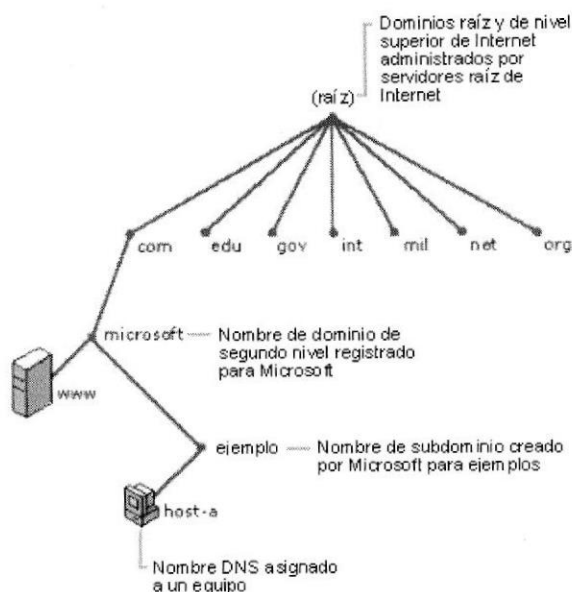 Dominios raíz y de nivel
superior de Internet
administrados por
servidores raíz de
Internet
(raíz)
com edu gov int mil net org
microsoft
Nombre de dominio de
segundo nivel registrado
para Microsoft
www
ejemplo
Nombre de subdominio creado
por Microsoft para ejemplos
host-a
Nombre DNS asignado
a un equipo